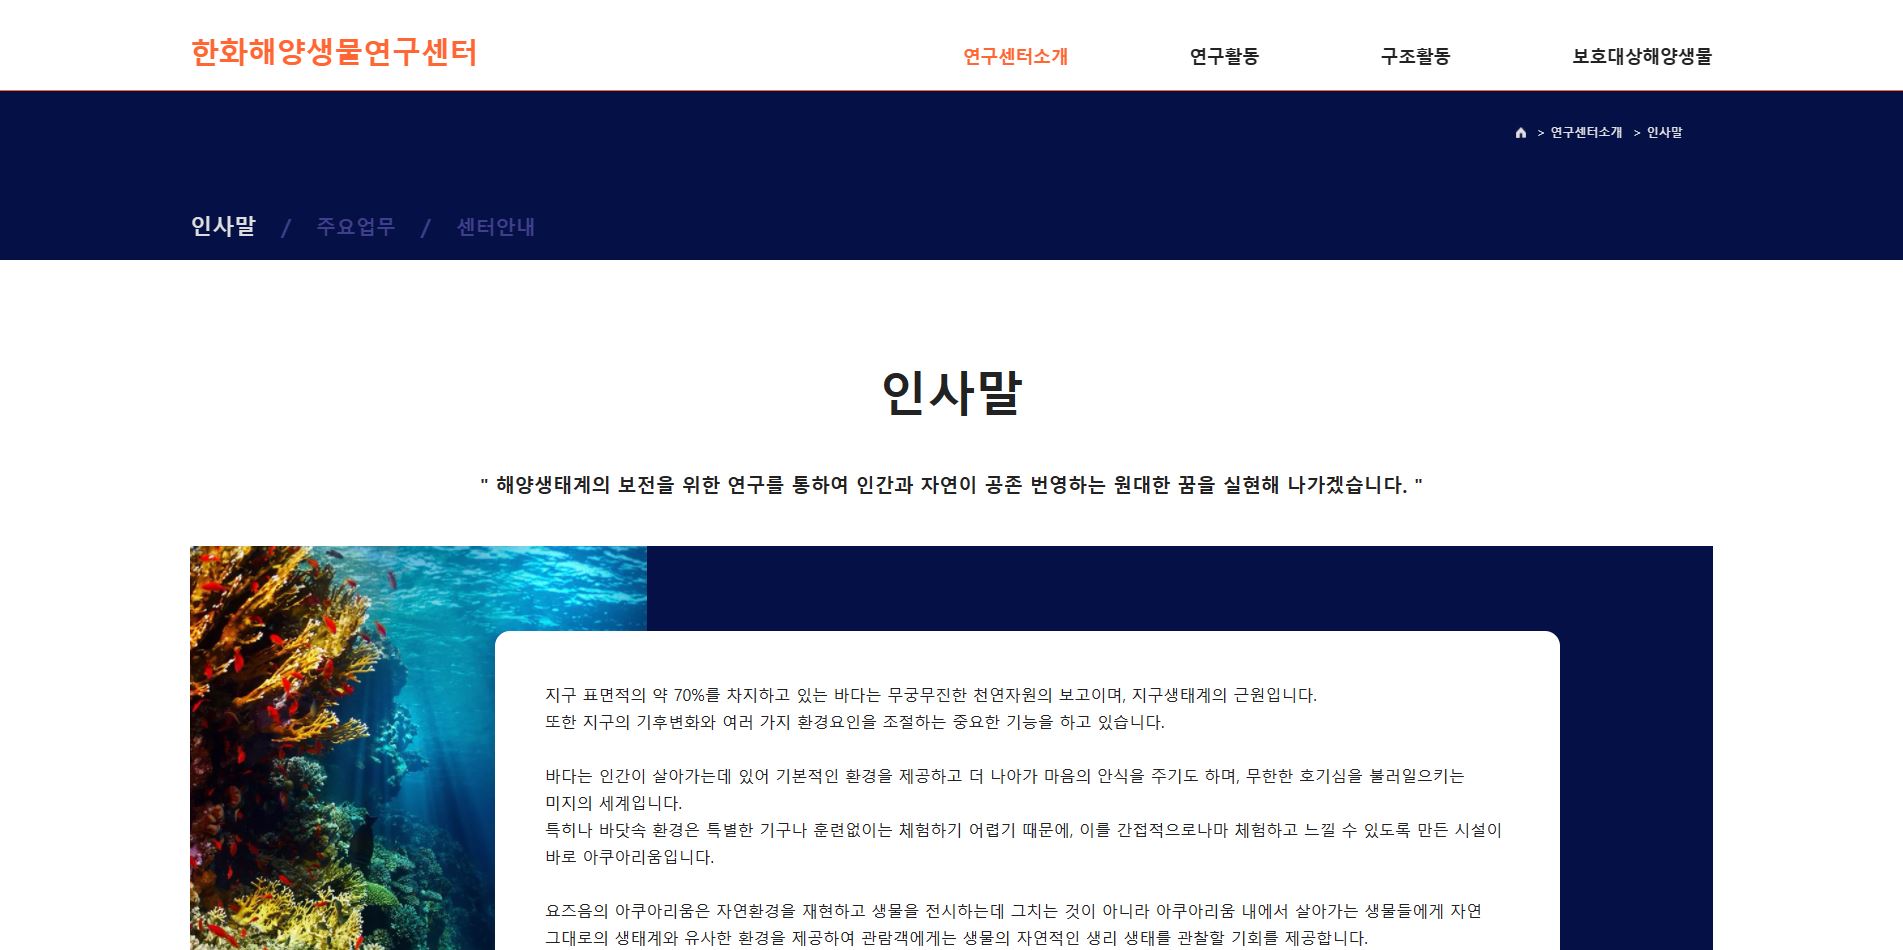 한화해양생물연구센터
연구센터소개 연구활동 구조활동 보호대상해양생물
> 연구센터소개 > 인사말
인사말 / 주요업무 / 센터안내
인사말
" 해양생태계의 보전을 위한 연구를 통하여 인간과 자연이 공존 번영하는 원대한 꿈을 실현해 나가겠습니다. "
지구 표면적의 약 70%를 차지하고 있는 바다는 무궁무진한 천연자원의 보고이며, 지구생태계의 근원입니다.
또한 지구의 기후변화와 여러 가지 환경요인을 조절하는 중요한 기능을 하고 있습니다.
바다는 인간이 살아가는데 있어 기본적인 환경을 제공하고 더 나아가 마음의 안식을 주기도 하며, 무한한 호기심을 불러일으키는
미지의 세계입니다.
특히나 바닷속 환경은 특별한 기구나 훈련없이는 체험하기 어렵기 때문에, 이를 간접적으로나마 체험하고 느낄 수 있도록 만든 시설이
바로 아쿠아리움입니다.
요즈음의 아쿠아리움은 자연환경을 재현하고 생물을 전시하는데 그치는 것이 아니라 아쿠아리움 내에서 살아가는 생물들에게 자연
그대로의 생태계와 유사한 환경을 제공하여 관람객에게는 생물의 자연적인 생리 생태를 관찰할 기회를 제공합니다.